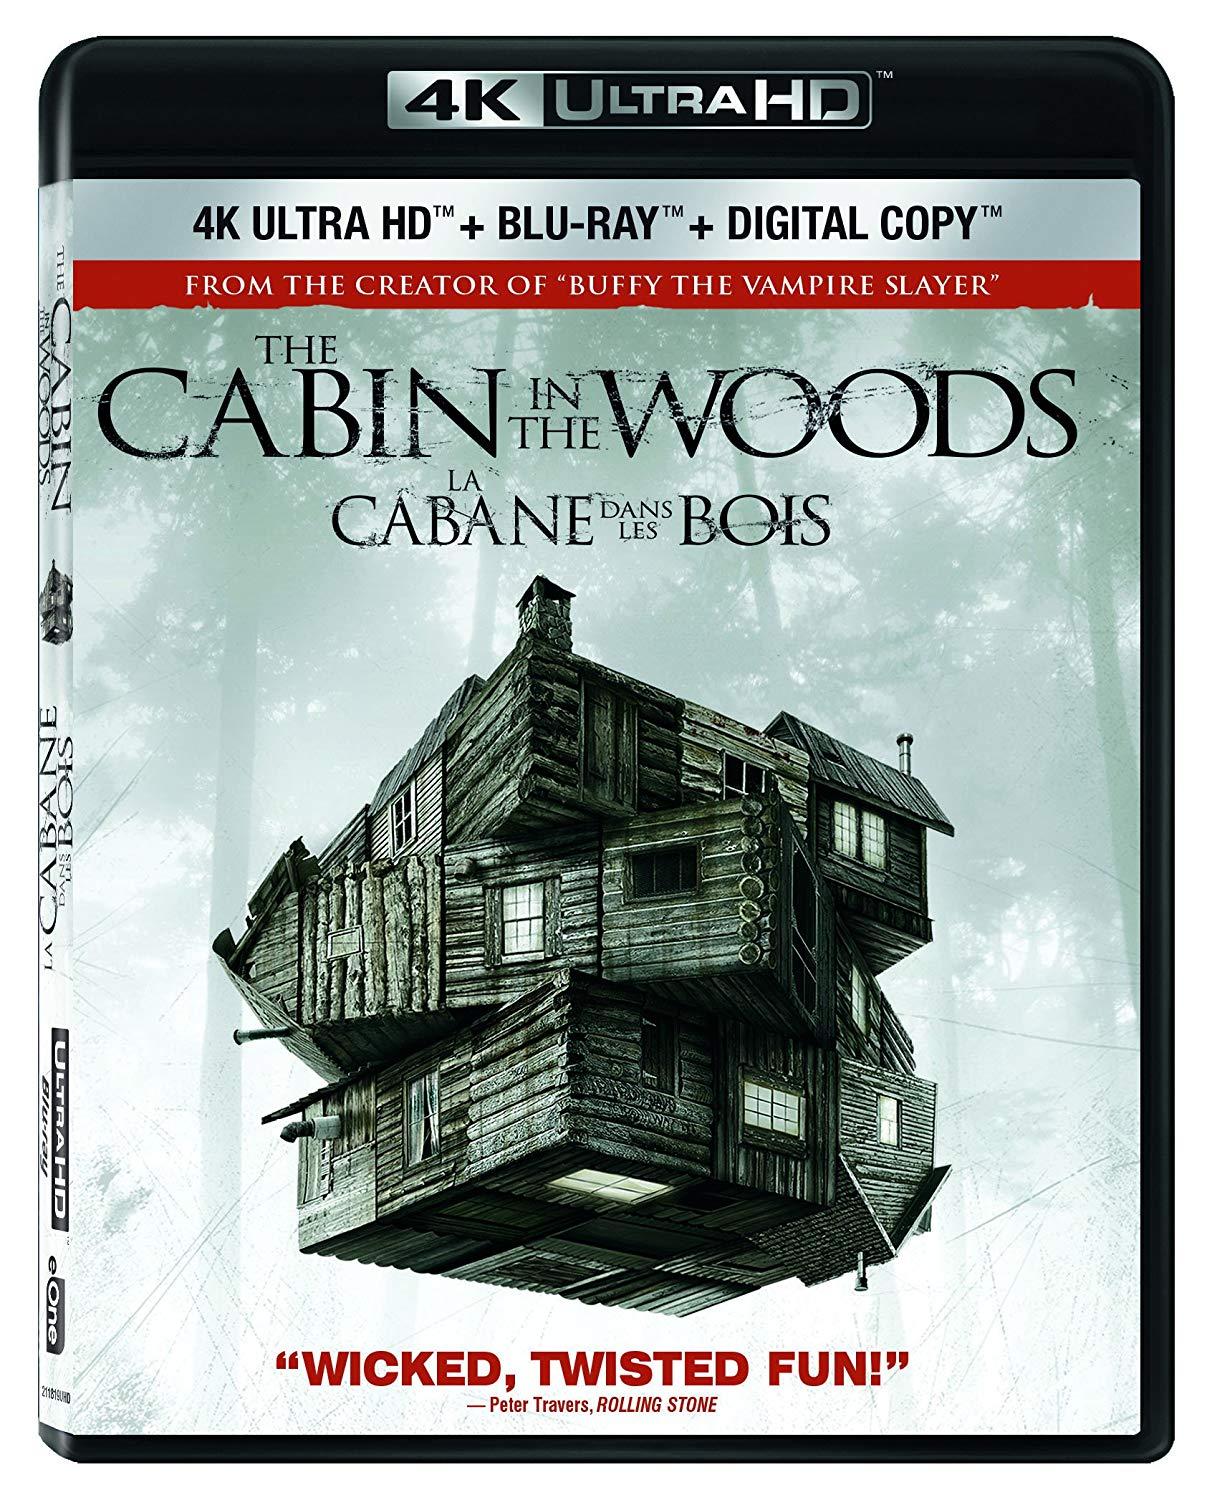 4K ULTRA HD™
4K ULTRA HD™ + BLU-RAY™ + DIGITAL COPY™
FROM THE CREATOR OF “BUFFY THE VAMPIRE SLAYER”
THE
CABIN IN THE WOODS
LA
CABANE DANS LES BOIS
“WICKED, TWISTED FUN!”
— Peter Travers, ROLLING STONE
THE CABIN IN THE WOODS
LA CABANE DANS LES BOIS
ULTRA HD
Blu-ray
eOne
211819UHD